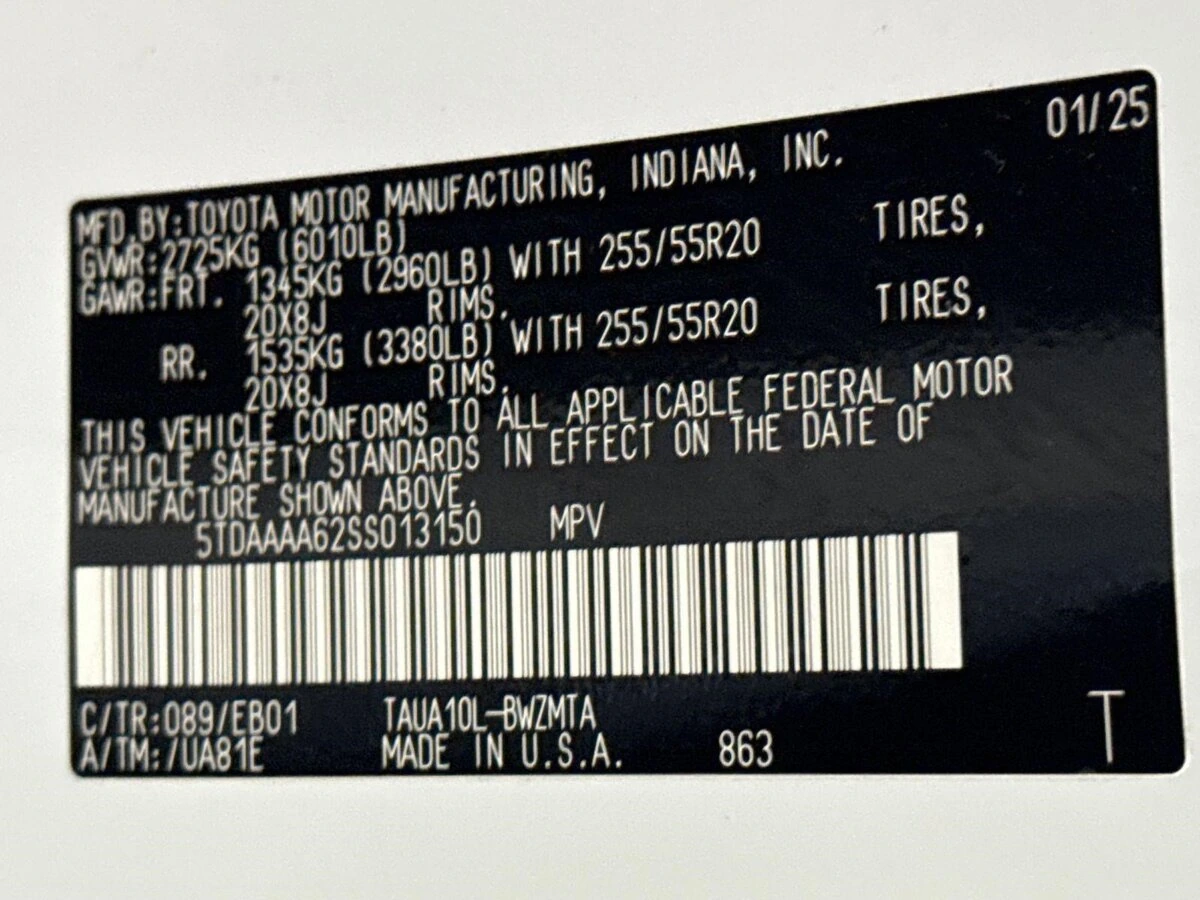 01/25
MFD.BY:TOYOTA MOTOR MANUFACTURING, INDIANA, INC.
GVWR:2725KG (6010LB)
GAWR:FRT. 1345KG (2960LB) WITH 255/55R20 TIRES,
20X8J RIMS.
RR. 1535KG (3380LB) WITH 255/55R20 TIRES,
20X8J RIMS.
THIS VEHICLE CONFORMS TO ALL APPLICABLE FEDERAL MOTOR
VEHICLE SAFETY STANDARDS IN EFFECT ON THE DATE OF
MANUFACTURE SHOWN ABOVE.
5TDAAAA62SS013150 MPV
C/TR:089/EB01 TAUA10L-BWZMTA
A/TM:/UA81E MADE IN U.S.A. 863 T